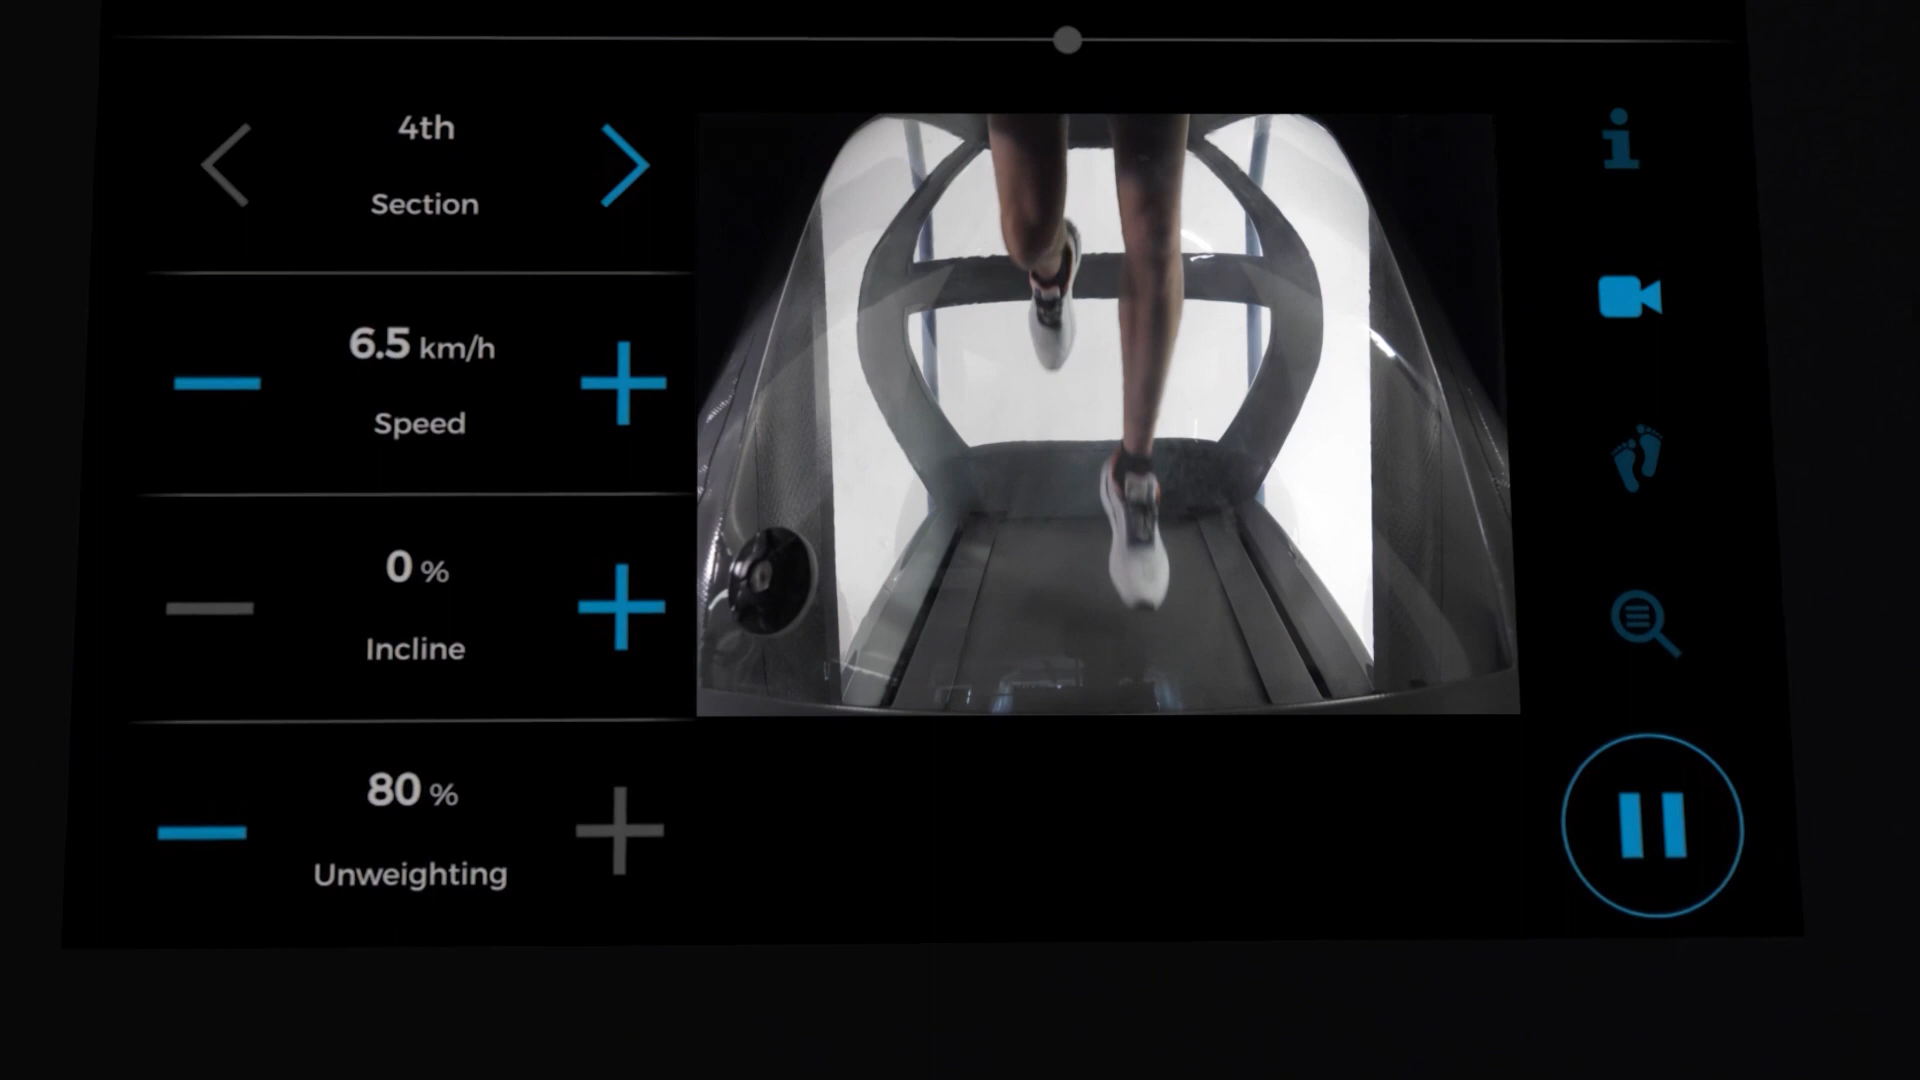 4th
Section
6.5 km/h
Speed
0 %
Incline
80 %
Unweighting